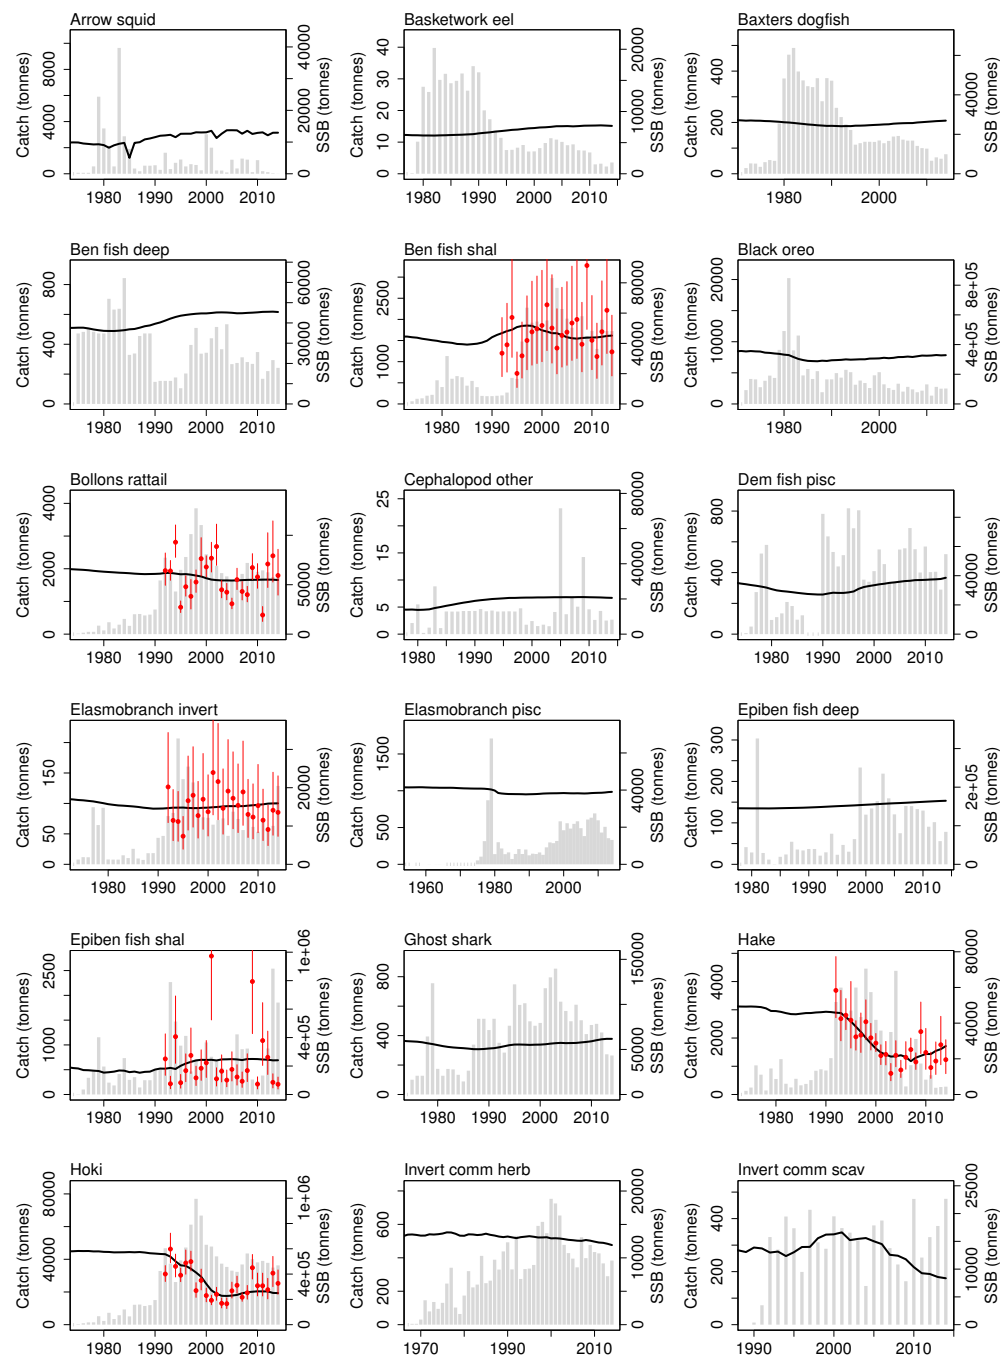 Arrow squid
Catch (tonnes)
0 4000 8000
SSB (tonnes)
0 20000 40000
1980 1990 2000 2010
Basketwork eel
Catch (tonnes)
0 10 20 30 40
SSB (tonnes)
0 5000 10000 20000
1980 1990 2000 2010
Baxters dogfish
Catch (tonnes)
0 200 400
SSB (tonnes)
0 40000
1980 2000
Ben fish deep
Catch (tonnes)
0 400 800
SSB (tonnes)
0 30000 60000
1980 1990 2000 2010
Ben fish shal
Catch (tonnes)
0 1000 2500
SSB (tonnes)
0 40000 80000
1980 1990 2000 2010
Black oreo
Catch (tonnes)
0 10000 20000
SSB (tonnes)
0 4e+05 8e+05
1980 2000
Bollons rattail
Catch (tonnes)
0 2000 4000
SSB (tonnes)
0 50000
1980 1990 2000 2010
Cephalopod other
Catch (tonnes)
0 5 15 25
SSB (tonnes)
0 40000 80000
1980 1990 2000 2010
Dem fish pisc
Catch (tonnes)
0 400 800
SSB (tonnes)
0 40000
1980 1990 2000 2010
Elasmobranch invert
Catch (tonnes)
0 50 150
SSB (tonnes)
0 20000
1980 1990 2000 2010
Elasmobranch pisc
Catch (tonnes)
0 500 1500
SSB (tonnes)
0 40000
1960 1980 2000
Epiben fish deep
Catch (tonnes)
0 150 300
SSB (tonnes)
0 2e+05
1980 1990 2000 2010
Epiben fish shal
Catch (tonnes)
0 1000 2500
SSB (tonnes)
0 4e+05 1e+06
1980 1990 2000 2010
Ghost shark
Catch (tonnes)
0 400 800
SSB (tonnes)
0 50000 150000
1980 1990 2000 2010
Hake
Catch (tonnes)
0 2000 4000
SSB (tonnes)
0 40000 80000
1980 1990 2000 2010
Hoki
Catch (tonnes)
0 40000 80000
SSB (tonnes)
0 4e+05 1e+06
1980 1990 2000 2010
Invert comm herb
Catch (tonnes)
0 200 600
SSB (tonnes)
0 10000 20000
1970 1990 2010
Invert comm scav
Catch (tonnes)
0 200 400
SSB (tonnes)
0 10000 25000
1990 2000 2010